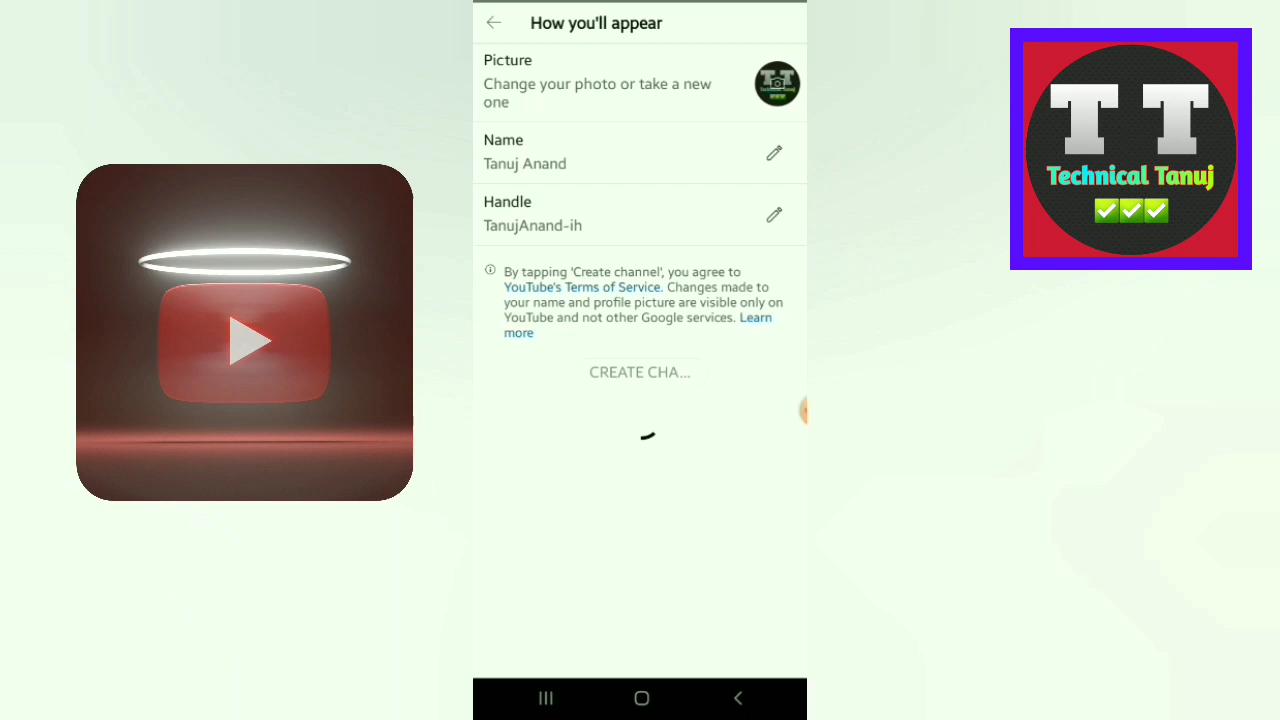 How you'll appear
Picture
Change your photo or take a new
one
Name
Tanuj Anand
Handle
TanujAnand-ih
By tapping 'Create channel', you agree to
YouTube's Terms of Service. Changes made to
your name and profile picture are visible only on
YouTube and not other Google services. Learn
more
CREATE CHA...
T T
Technical Tanuj